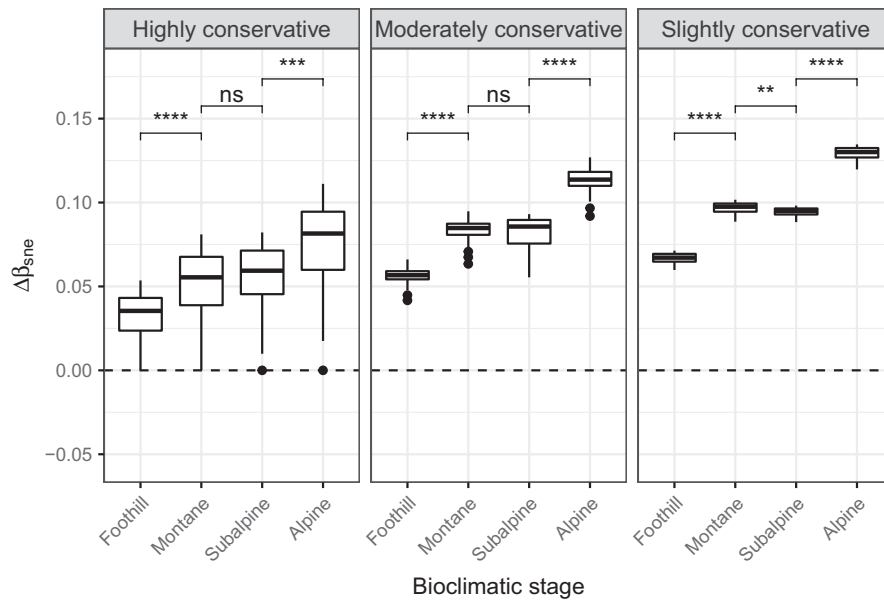 Highly conservative
Moderately conservative
Slightly conservative
Δβsne
0.15
0.10
0.05
0.00
−0.05
****
ns
***
****
ns
****
****
**
****
Foothill
Montane
Subalpine
Alpine
Foothill
Montane
Subalpine
Alpine
Foothill
Montane
Subalpine
Alpine
Bioclimatic stage